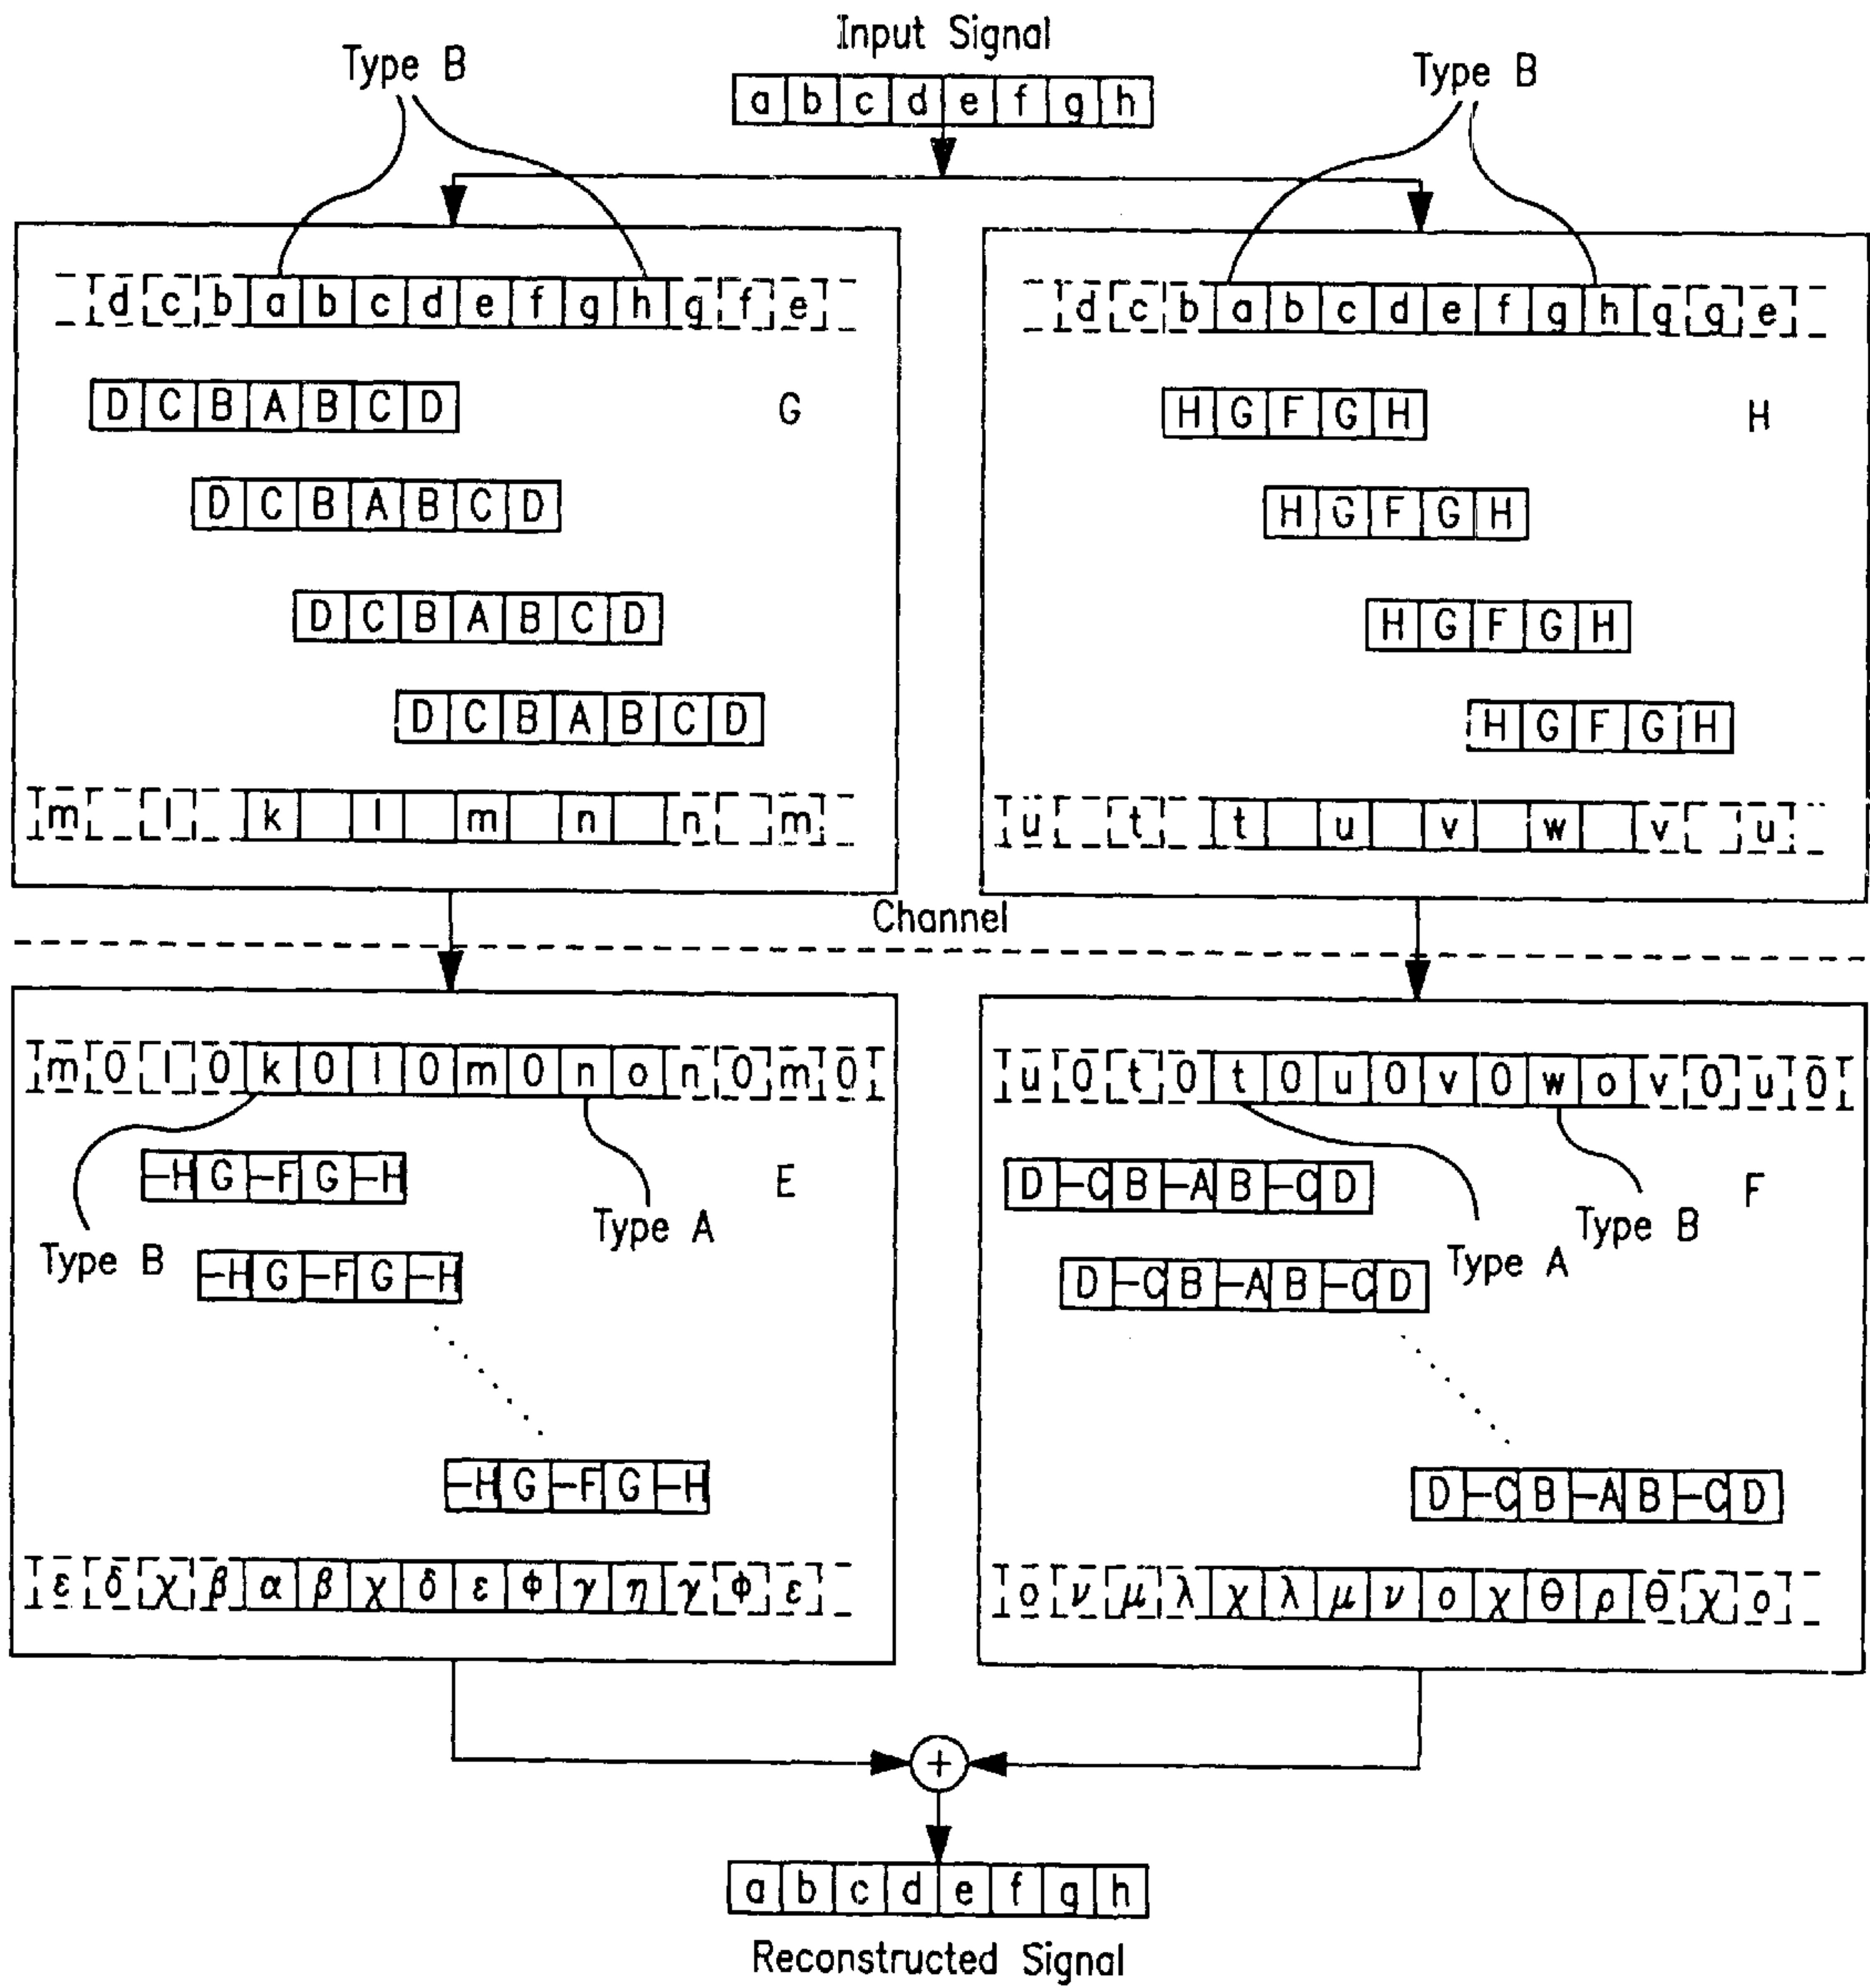 Input Signal
Type B
Type B
a b c d e f g h
d c b a b c d e f g h g f e
d c b a b c d e f g h g g e
D C B A B C D
G
H G F G H
H
D C B A B C D
H G F G H
D C B A B C D
H G F G H
D C B A B C D
H G F G H
m l k l m n n m
u t t u v w v u
Channel
m 0 l 0 k 0 l 0 m 0 n o n 0 m 0
u 0 t 0 t 0 u 0 v 0 w o v 0 u 0
-H G -F G -H
E
D -C B -A B -C D
F
Type B
Type A
Type A
Type B
-H G -F G -H
D -C B -A B -C D
-H G -F G -H
D -C B -A B -C D
ε δ χ β α β χ δ ε Φ γ η γ Φ ε
ο ν μ λ χ λ μ ν ο χ θ ρ θ χ ο
+
a b c d e f g h
Reconstructed Signal